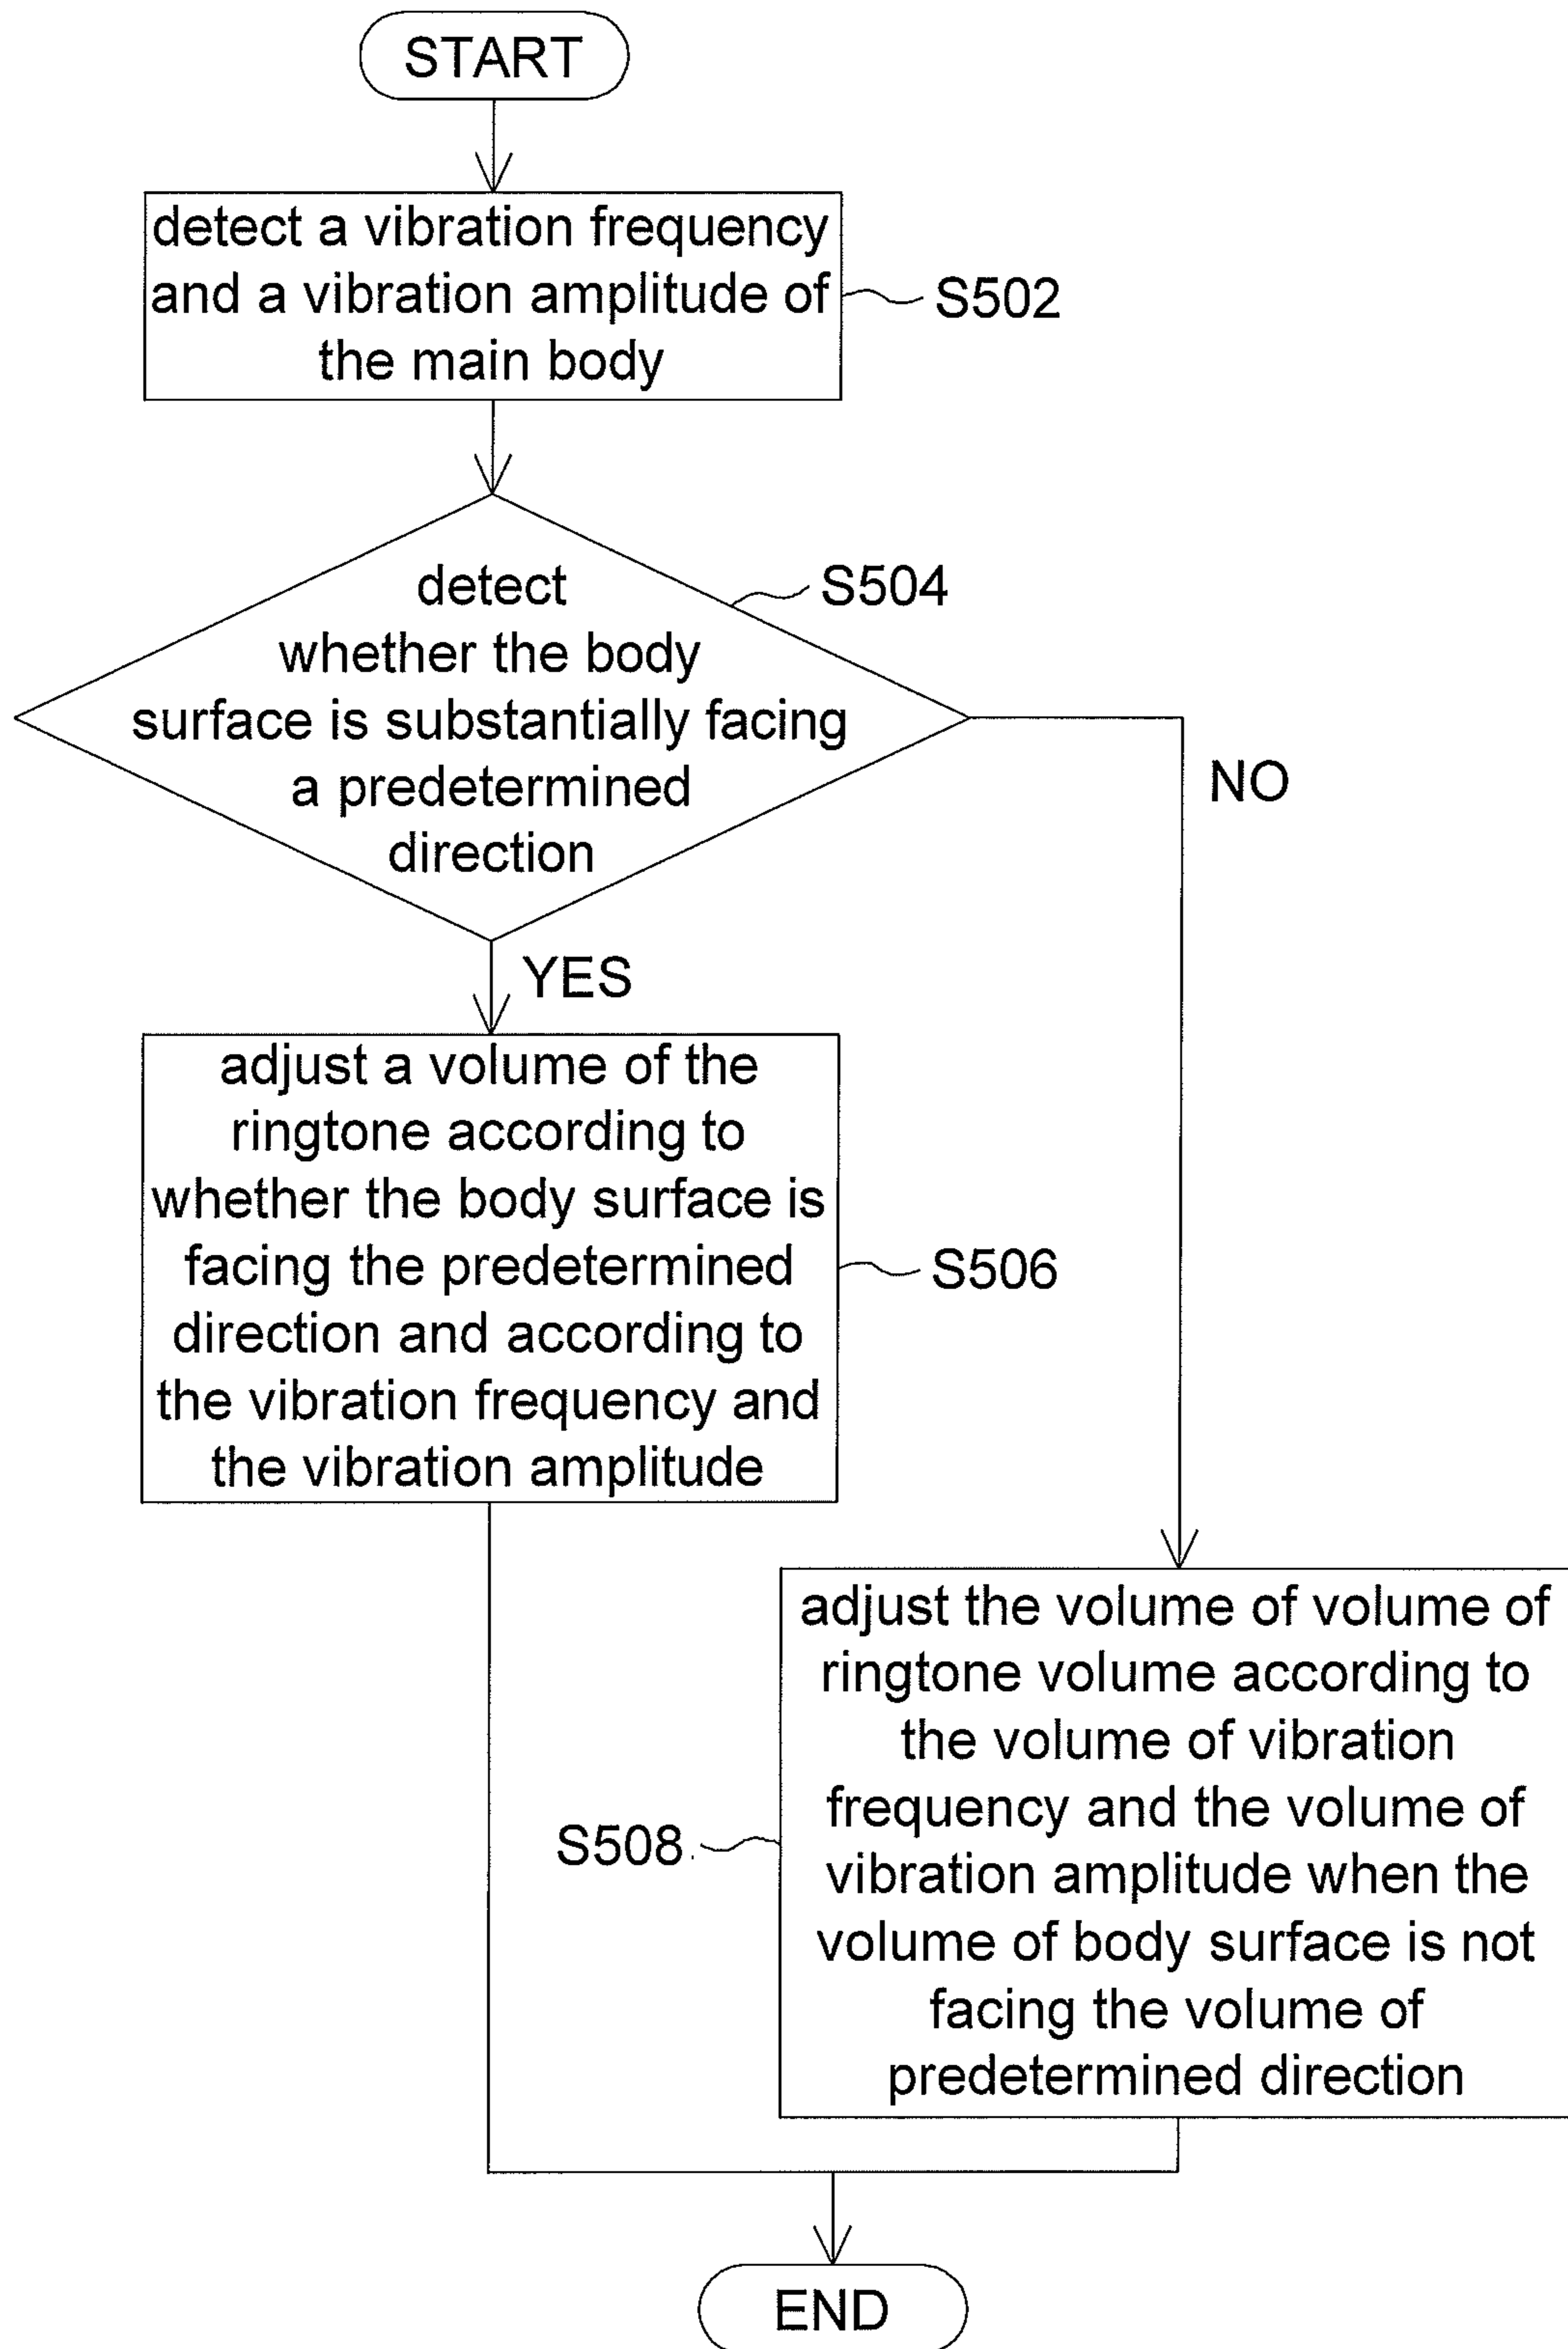 START
detect a vibration frequency
and a vibration amplitude of
the main body
S502
detect
whether the body
surface is substantially facing
a predetermined
direction
S504
NO
YES
adjust a volume of the
ringtone according to
whether the body surface is
facing the predetermined
direction and according to
the vibration frequency and
the vibration amplitude
S506
adjust the volume of volume of
ringtone volume according to
the volume of vibration
frequency and the volume of
vibration amplitude when the
volume of body surface is not
facing the volume of
predetermined direction
S508
END